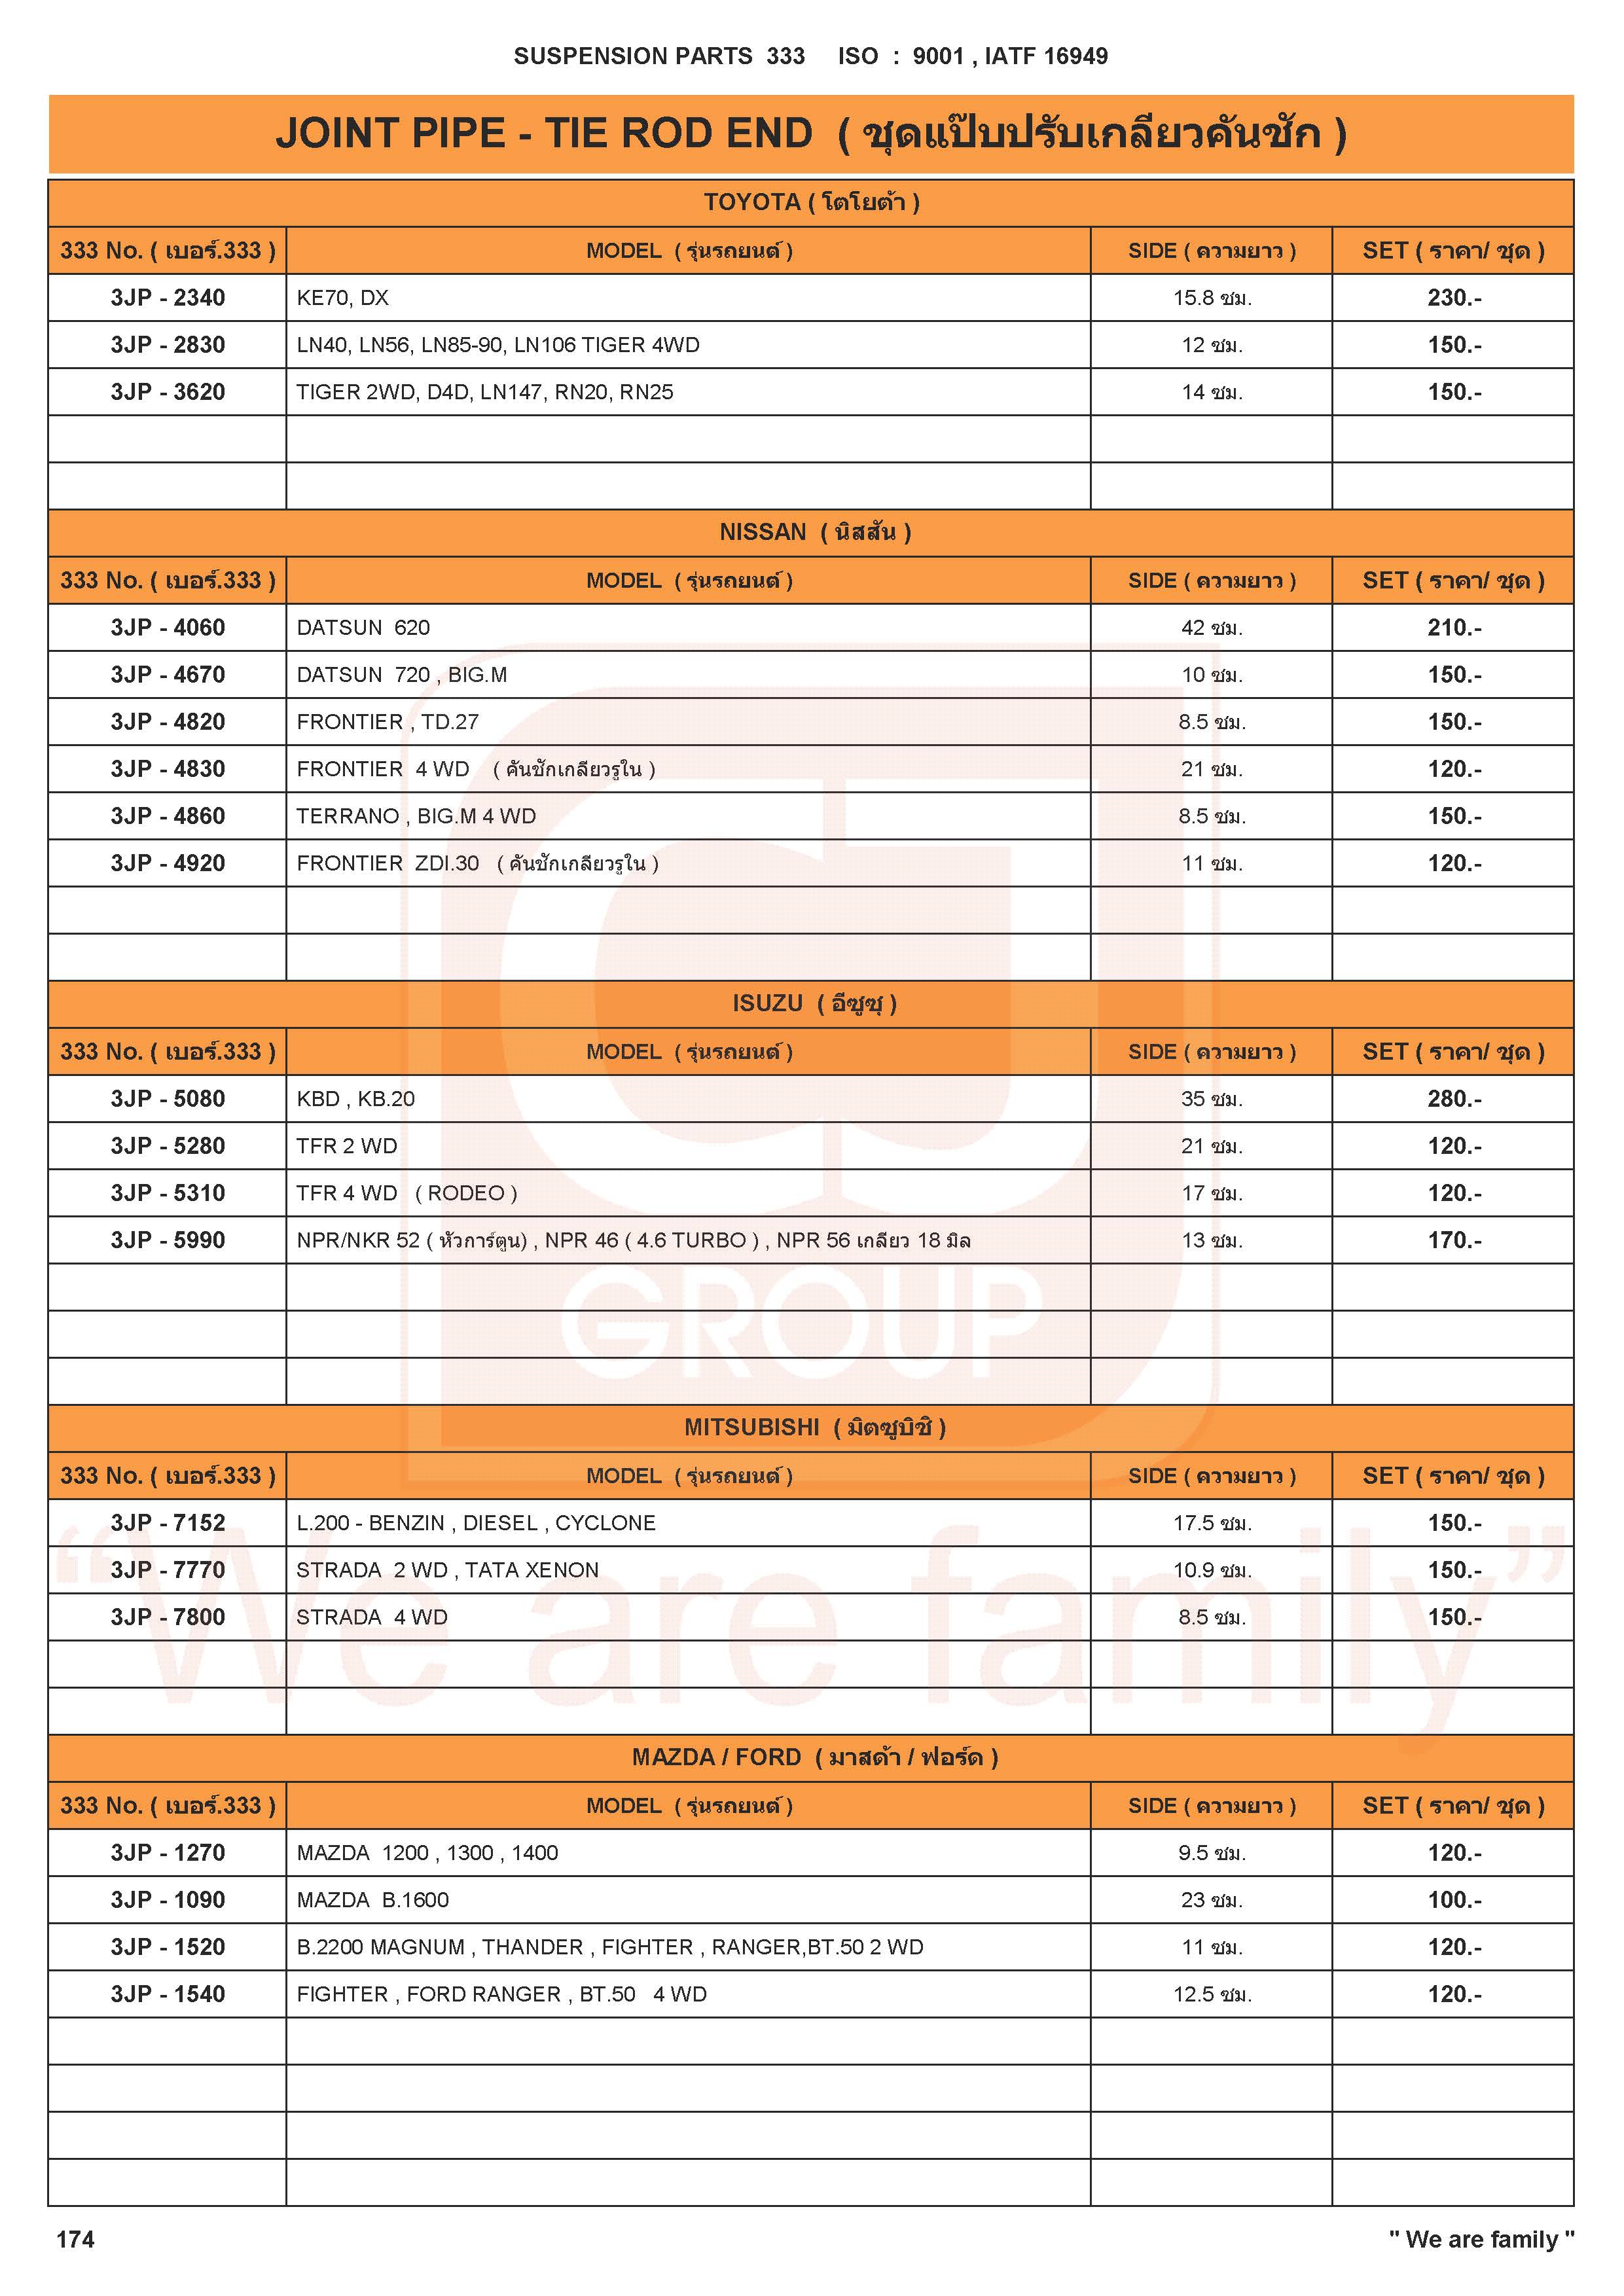 SUSPENSION PARTS 333 ISO : 9001 , IATF 16949
JOINT PIPE - TIE ROD END ( ชุดแป๊บปรับเกลียวคันชัก )
TOYOTA ( โตโยต้า )
333 No. ( เบอร์.333 ) MODEL ( รุ่นรถยนต์ ) SIDE ( ความยาว ) SET ( ราคา/ ชุด )
3JP - 2340 KE70, DX 15.8 ซม. 230.-
3JP - 2830 LN40, LN56, LN85-90, LN106 TIGER 4WD 12 ซม. 150.-
3JP - 3620 TIGER 2WD, D4D, LN147, RN20, RN25 14 ซม. 150.-
NISSAN ( นิสสัน )
333 No. ( เบอร์.333 ) MODEL ( รุ่นรถยนต์ ) SIDE ( ความยาว ) SET ( ราคา/ ชุด )
3JP - 4060 DATSUN 620 42 ซม. 210.-
3JP - 4670 DATSUN 720 , BIG.M 10 ซม. 150.-
3JP - 4820 FRONTIER , TD.27 8.5 ซม. 150.-
3JP - 4830 FRONTIER 4 WD ( คันชักเกลียวรูใน ) 21 ซม. 120.-
3JP - 4860 TERRANO , BIG.M 4 WD 8.5 ซม. 150.-
3JP - 4920 FRONTIER ZDI.30 ( คันชักเกลียวรูใน ) 11 ซม. 120.-
ISUZU ( อีซูซุ )
333 No. ( เบอร์.333 ) MODEL ( รุ่นรถยนต์ ) SIDE ( ความยาว ) SET ( ราคา/ ชุด )
3JP - 5080 KBD , KB.20 35 ซม. 280.-
3JP - 5280 TFR 2 WD 21 ซม. 120.-
3JP - 5310 TFR 4 WD ( RODEO ) 17 ซม. 120.-
3JP - 5990 NPR/NKR 52 ( หัวการ์ตูน) , NPR 46 ( 4.6 TURBO ) , NPR 56 เกลียว 18 มิล 13 ซม. 170.-
GROUP
MITSUBISHI ( มิตซูบิชิ )
333 No. ( เบอร์.333 ) MODEL ( รุ่นรถยนต์ ) SIDE ( ความยาว ) SET ( ราคา/ ชุด )
3JP - 7152 L.200 - BENZIN , DIESEL , CYCLONE 17.5 ซม. 150.-
3JP - 7770 STRADA 2 WD , TATA XENON 10.9 ซม. 150.-
3JP - 7800 STRADA 4 WD 8.5 ซม. 150.-
“We are family”
MAZDA / FORD ( มาสด้า / ฟอร์ด )
333 No. ( เบอร์.333 ) MODEL ( รุ่นรถยนต์ ) SIDE ( ความยาว ) SET ( ราคา/ ชุด )
3JP - 1270 MAZDA 1200 , 1300 , 1400 9.5 ซม. 120.-
3JP - 1090 MAZDA B.1600 23 ซม. 100.-
3JP - 1520 B.2200 MAGNUM , THANDER , FIGHTER , RANGER,BT.50 2 WD 11 ซม. 120.-
3JP - 1540 FIGHTER , FORD RANGER , BT.50 4 WD 12.5 ซม. 120.-
174 " We are family "